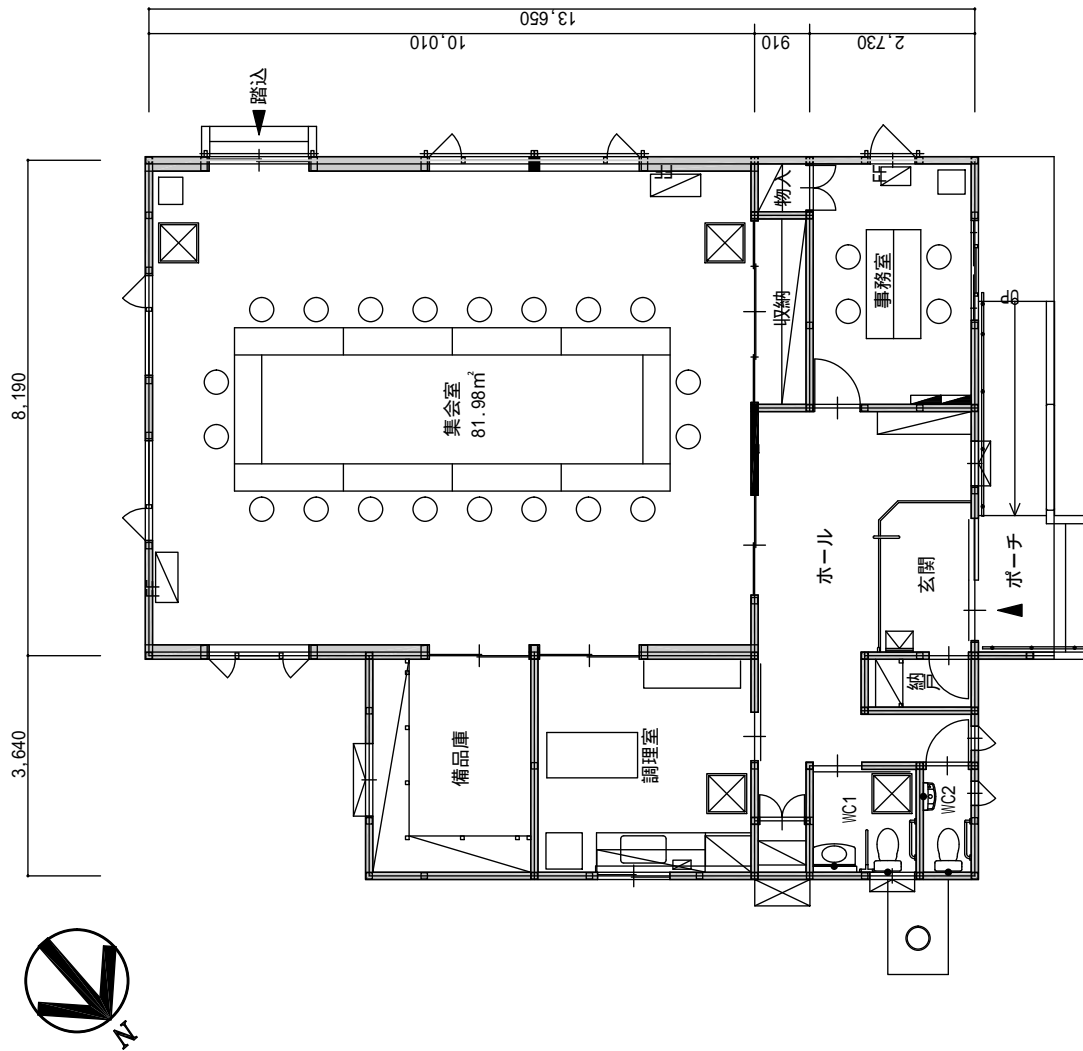 13,650
10,010
910
2,730
踏込
8,190
3,640
物入
収納
事務室
UP
集会室
81.98㎡
ホール
玄関
ポーチ
納戸
備品庫
調理室
WC1
WC2
N